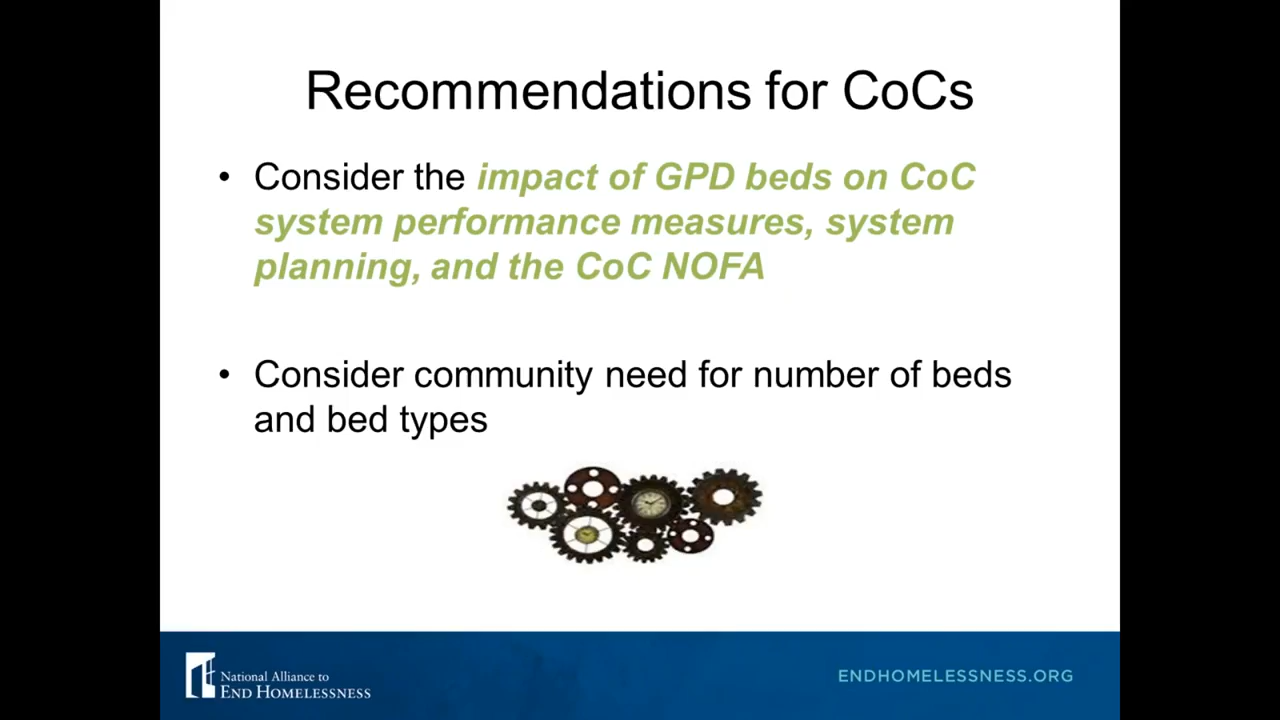 Recommendations for CoCs
• Consider the impact of GPD beds on CoC
system performance measures, system
planning, and the CoC NOFA
• Consider community need for number of beds
and bed types
National Alliance to
END HOMELESSNESS
ENDHOMELESSNESS.ORG